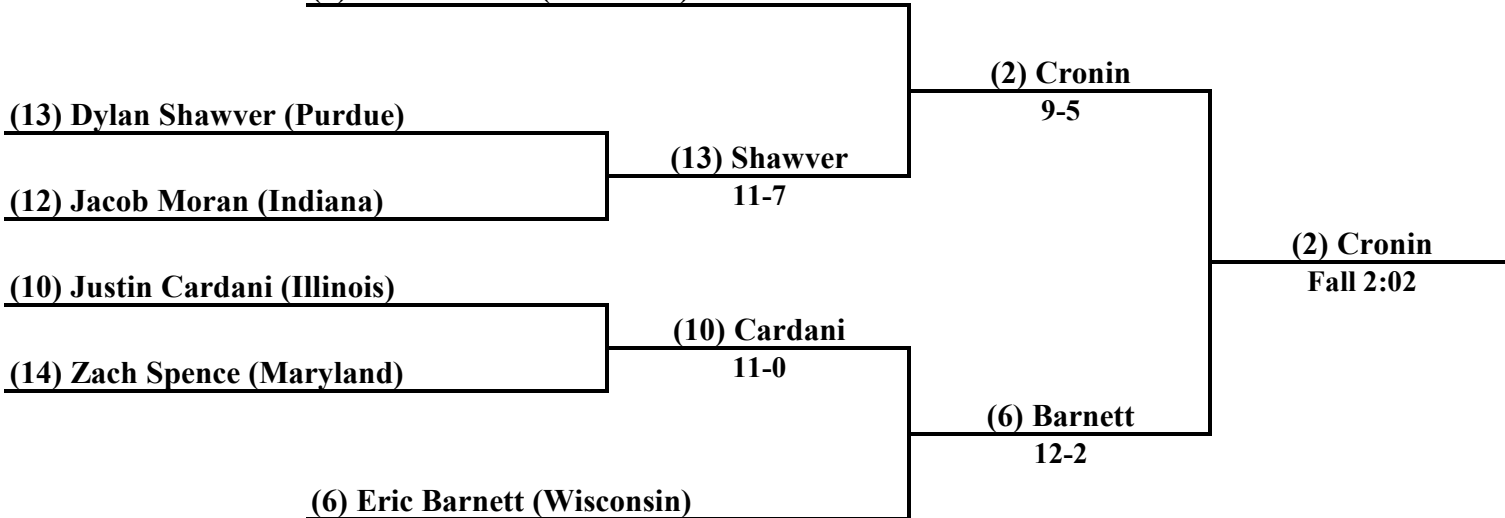 (2) Cronin
9-5
(13) Dylan Shawver (Purdue)
(13) Shawver
11-7
(12) Jacob Moran (Indiana)
(2) Cronin
Fall 2:02
(10) Justin Cardani (Illinois)
(10) Cardani
11-0
(14) Zach Spence (Maryland)
(6) Barnett
12-2
(6) Eric Barnett (Wisconsin)